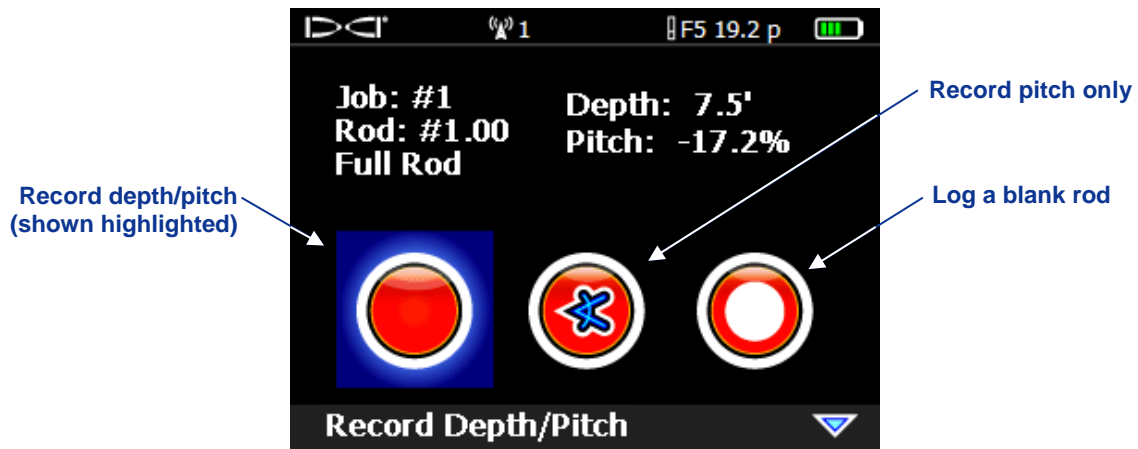 DCI
1
F5 19.2 p
Job: #1
Rod: #1.00
Full Rod
Depth: 7.5'
Pitch: -17.2%
Record pitch only
Record depth/pitch
(shown highlighted)
Log a blank rod
Record Depth/Pitch